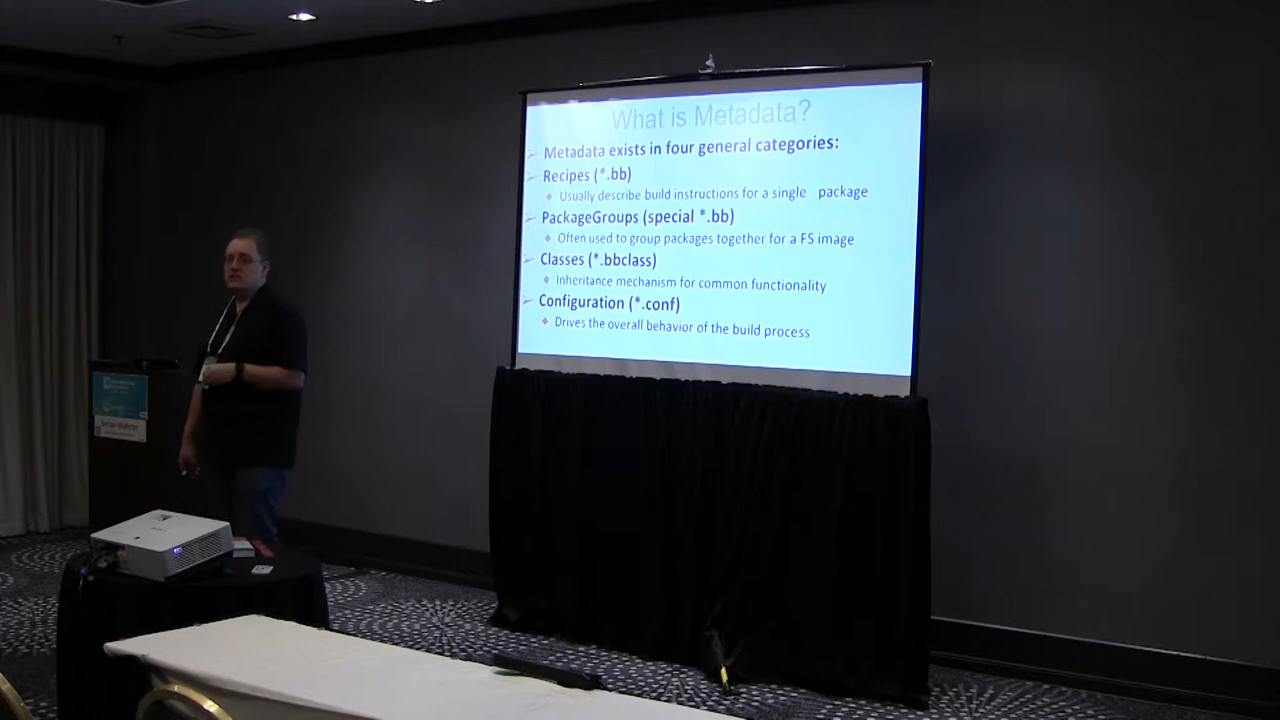 What is Metadata?
Metadata exists in four general categories:
Recipes (*.bb)
Usually describe build instructions for a single package
PackageGroups (special *.bb)
Often used to group packages together for a FS image
Classes (*.bbclass)
Inheritance mechanism for common functionality
Configuration (*.conf)
Drives the overall behavior of the build process